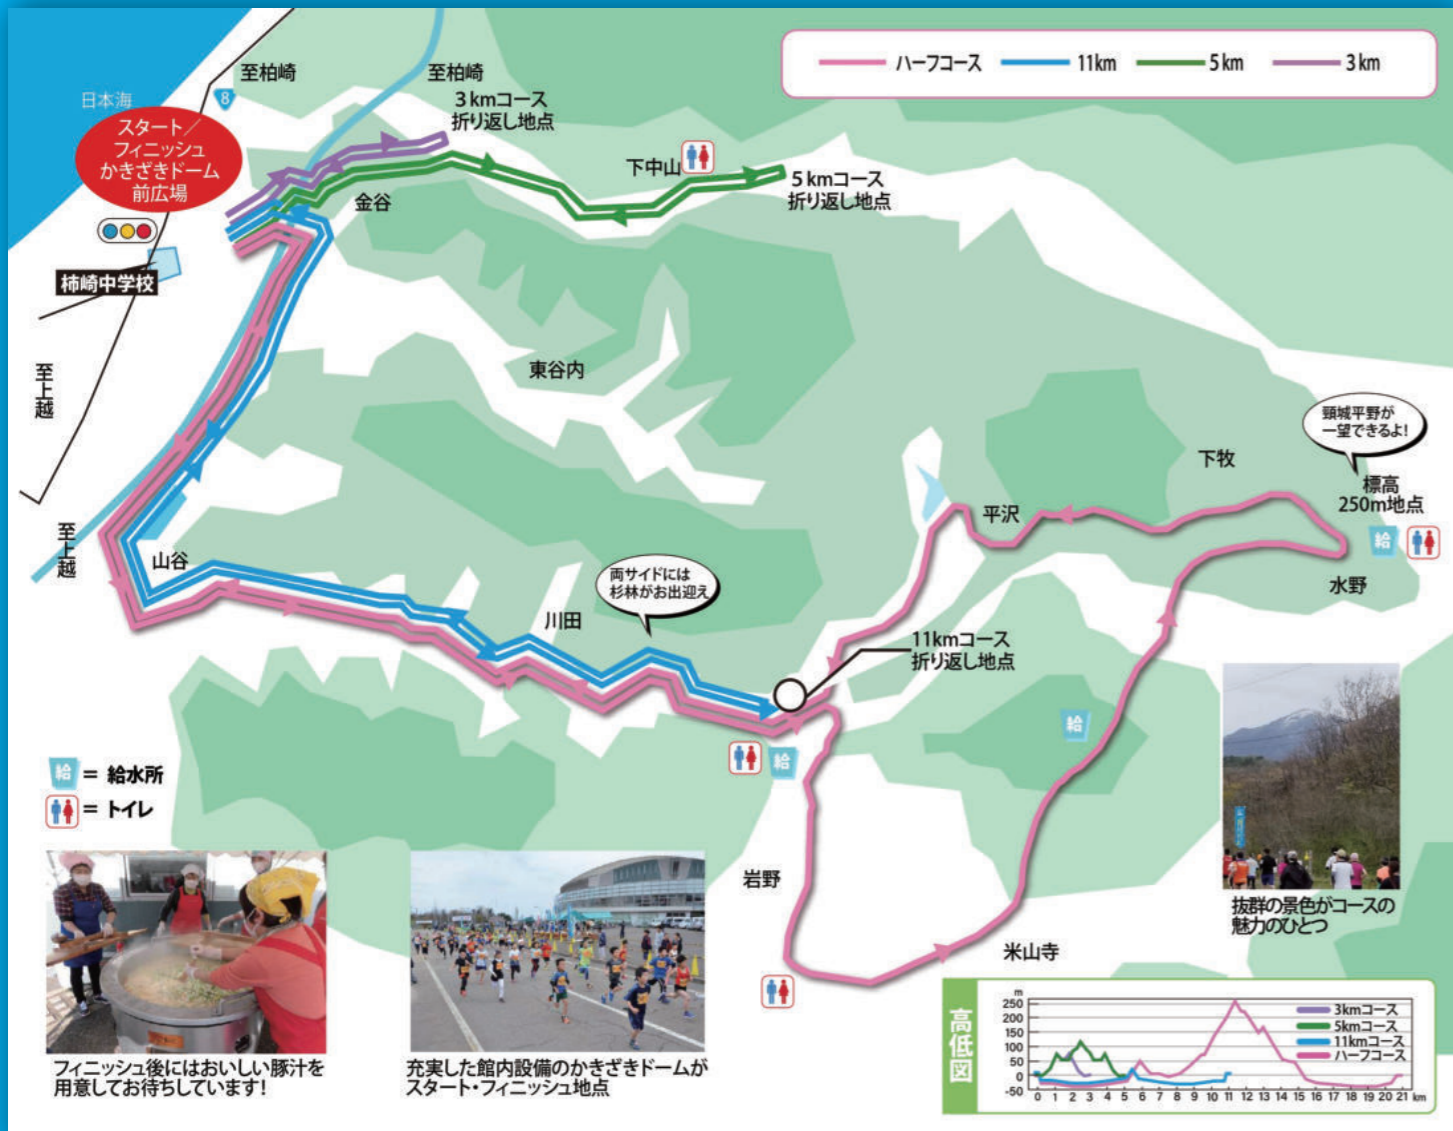 ハーフコース
11km
5km
3km
至柏崎
至柏崎
8
日本海
スタート／
フィニッシュ
かきざきドーム
前広場
3kmコース
折り返し地点
下中山
5kmコース
折り返し地点
金谷
柿崎中学校
至上越
東谷内
至上越
山谷
川田
両サイドには
杉林がお出迎え
11kmコース
折り返し地点
平沢
下牧
頸城平野が
一望できるよ!
標高
250m地点
給
水野
給
給
岩野
米山寺
給 = 給水所
= トイレ
フィニッシュ後にはおいしい豚汁を
用意してお待ちしています!
充実した館内設備のかきざきドームが
スタート・フィニッシュ地点
抜群の景色がコースの
魅力のひとつ
高低図
m
250
200
150
100
50
0
-50
0 1 2 3 4 5 6 7 8 9 10 11 12 13 14 15 16 17 18 19 20 21 km
3kmコース
5kmコース
11kmコース
ハーフコース